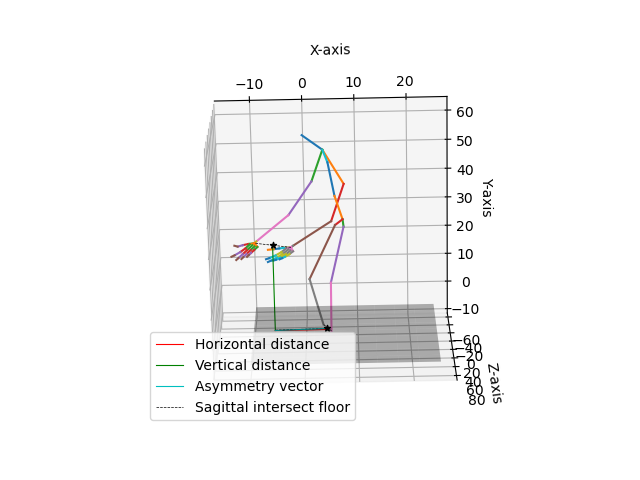 X-axis
−10 0 10 20
60
50
40
Y-axis
30
20
10
0
−10
−60
−40
−20
0
20
40
60
80
Z-axis
Horizontal distance
Vertical distance
Asymmetry vector
Sagittal intersect floor